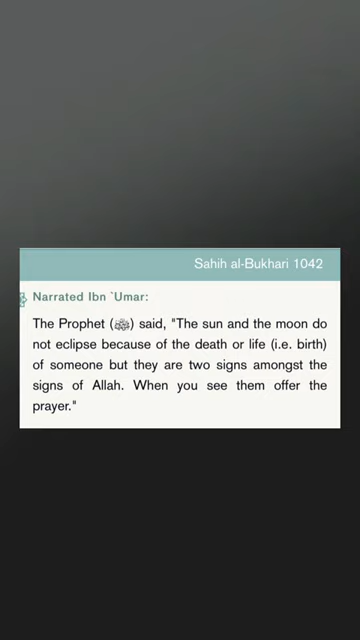 Sahih al-Bukhari 1042
Narrated Ibn `Umar:
The Prophet (ﷺ) said, "The sun and the moon do
not eclipse because of the death or life (i.e. birth)
of someone but they are two signs amongst the
signs of Allah. When you see them offer the
prayer."